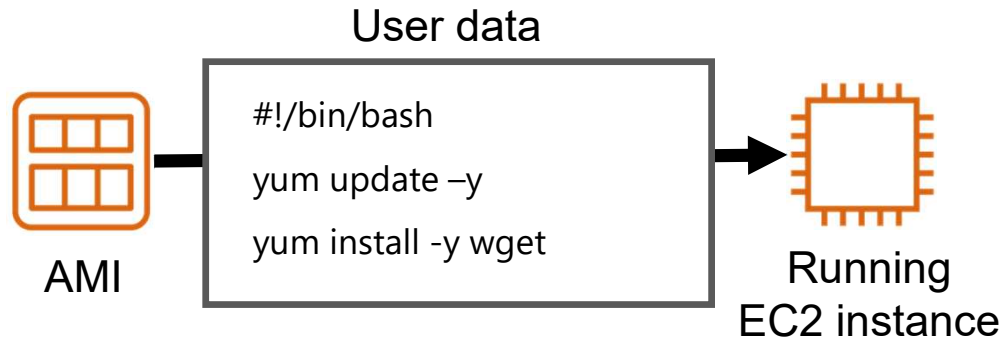 User data
#!/bin/bash
yum update –y
yum install -y wget
AMI
Running
EC2 instance